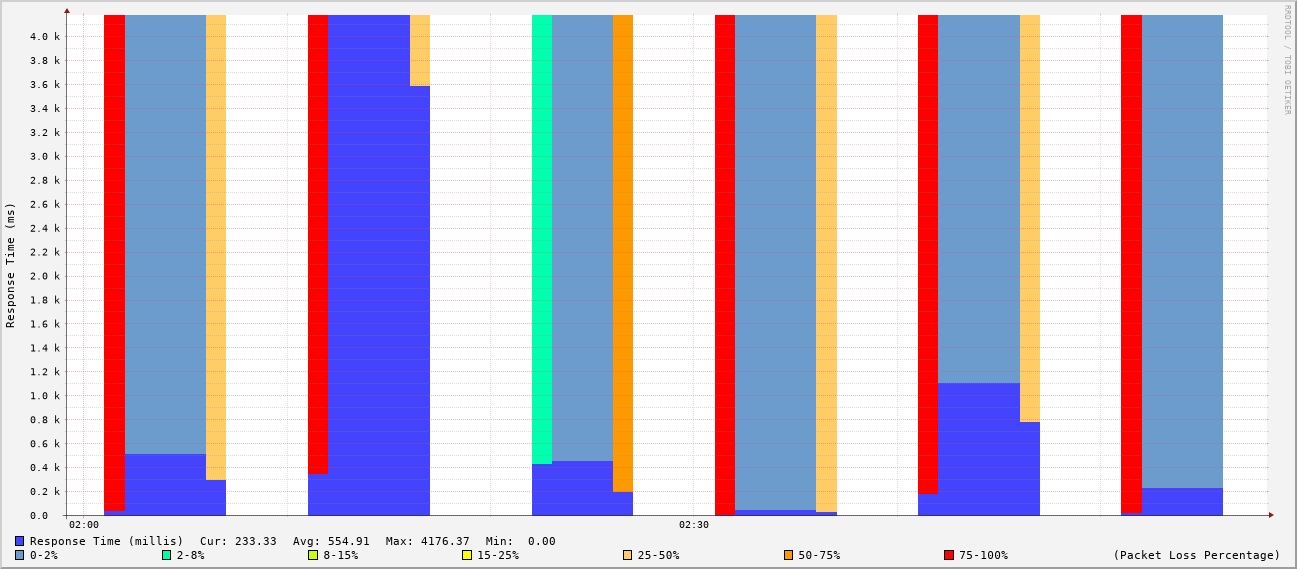 RRDTOOL / TOBI OETIKER
Response Time (ms)
4.0 k
3.8 k
3.6 k
3.4 k
3.2 k
3.0 k
2.8 k
2.6 k
2.4 k
2.2 k
2.0 k
1.8 k
1.6 k
1.4 k
1.2 k
1.0 k
0.8 k
0.6 k
0.4 k
0.2 k
0.0
02:00 02:30
Response Time (millis) Cur: 233.33 Avg: 554.91 Max: 4176.37 Min: 0.00
0-2% 2-8% 8-15% 15-25% 25-50% 50-75% 75-100% (Packet Loss Percentage)